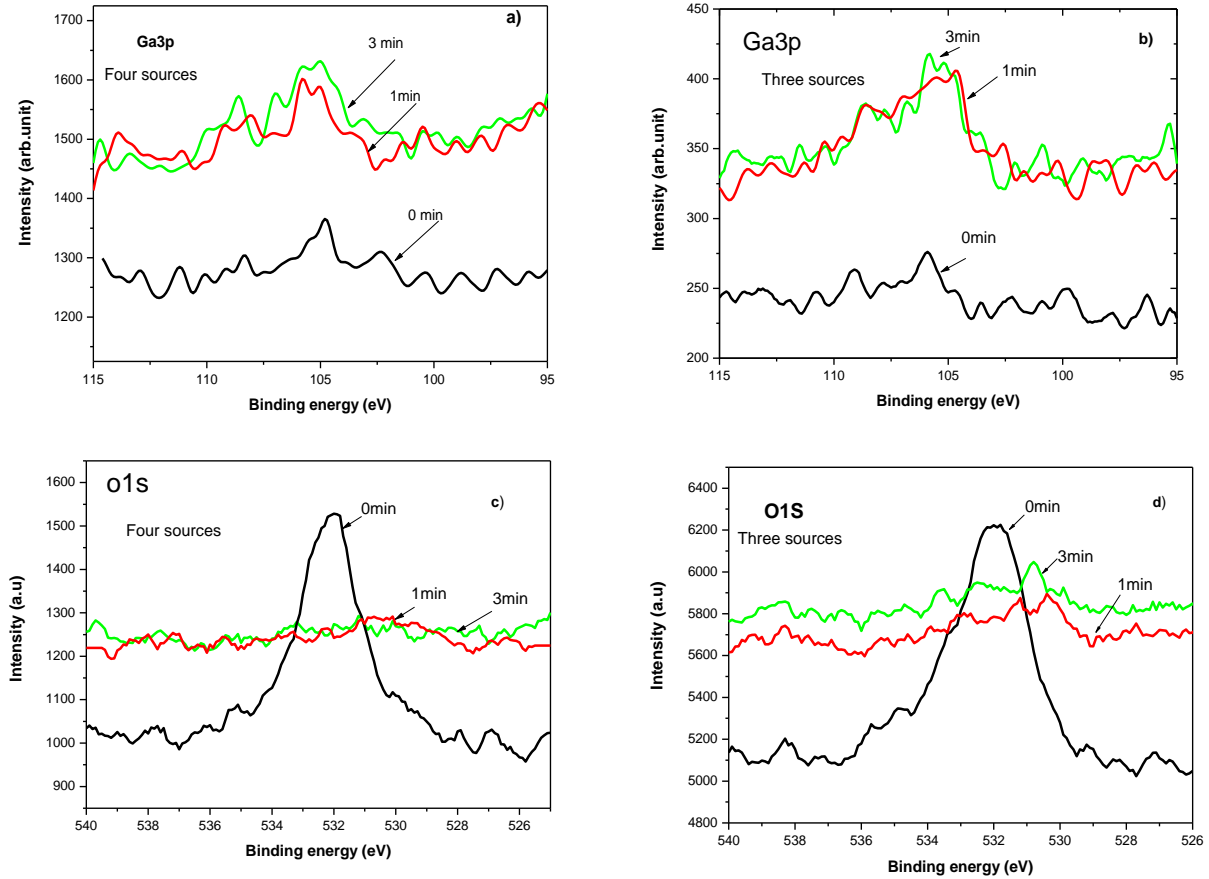 a)
Ga3p
Four sources
3 min
1min
0 min
1700
1600
1500
1400
1300
1200
115
110
105
100
95
Intensity (arb.unit)
Binding energy (eV)
b)
Ga3p
Three sources
3min
1min
0min
450
400
350
300
250
200
115
110
105
100
95
Intensity (arb.unit)
Binding energy (eV)
c)
o1s
Four sources
0min
1min
3min
1600
1500
1400
1300
1200
1100
1000
900
540
538
536
534
532
530
528
526
Intensity (a.u)
Binding energy (eV)
d)
O1S
Three sources
0min
3min
1min
6400
6200
6000
5800
5600
5400
5200
5000
4800
540
538
536
534
532
530
528
526
Intensity (a.u)
Binding energy (eV)